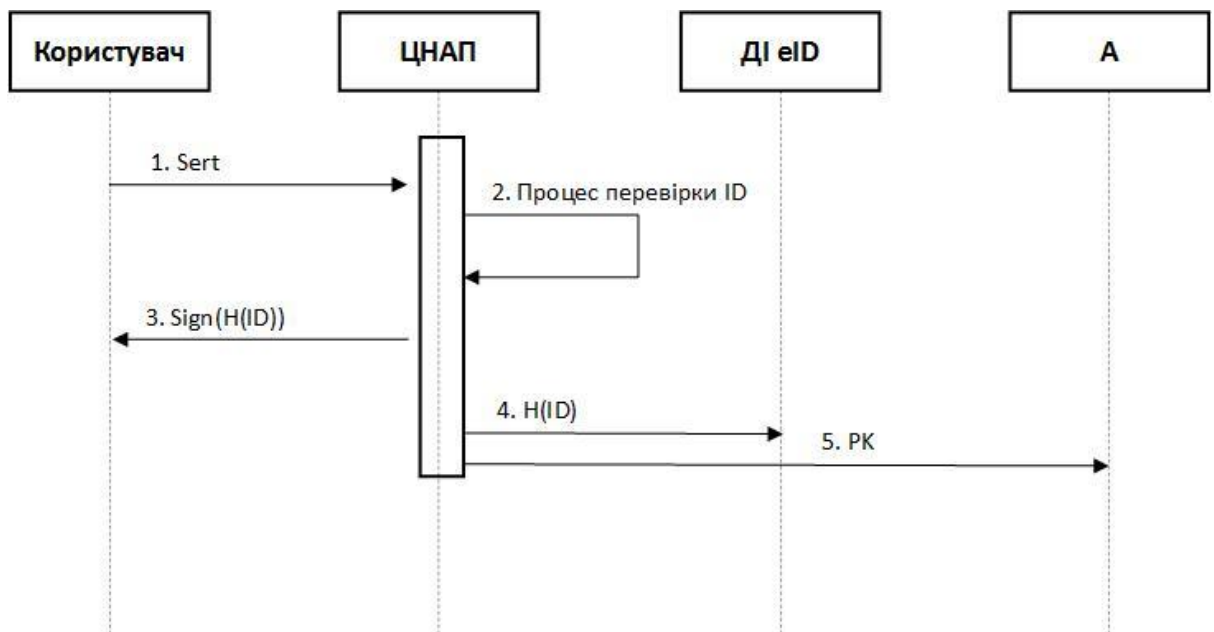 Користувач
ЦНАП
ДІ eID
А
1. Sert
2. Процес перевірки ID
3. Sign(H(ID))
4. H(ID)
5. PK